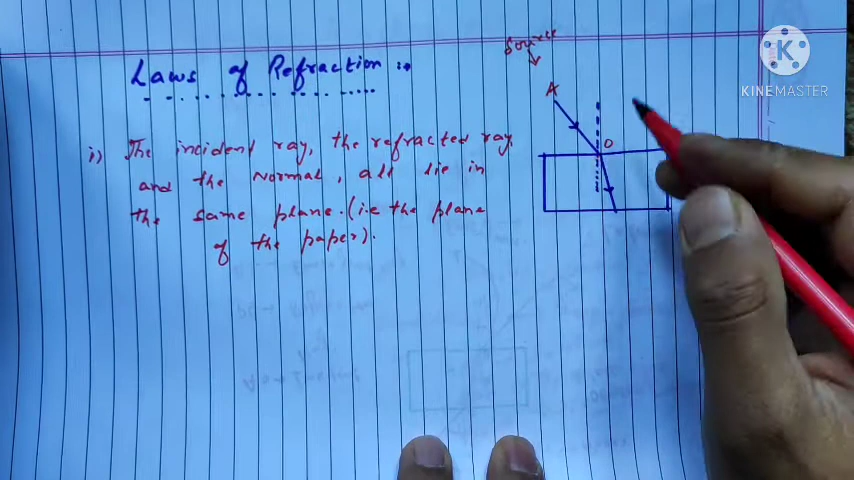 Laws of Refraction :-
i) The incident ray, the refracted ray
and the normal, all lie in
the same plane. (i.e the plane
of the paper).
Source
A
O
K
KINEMASTER